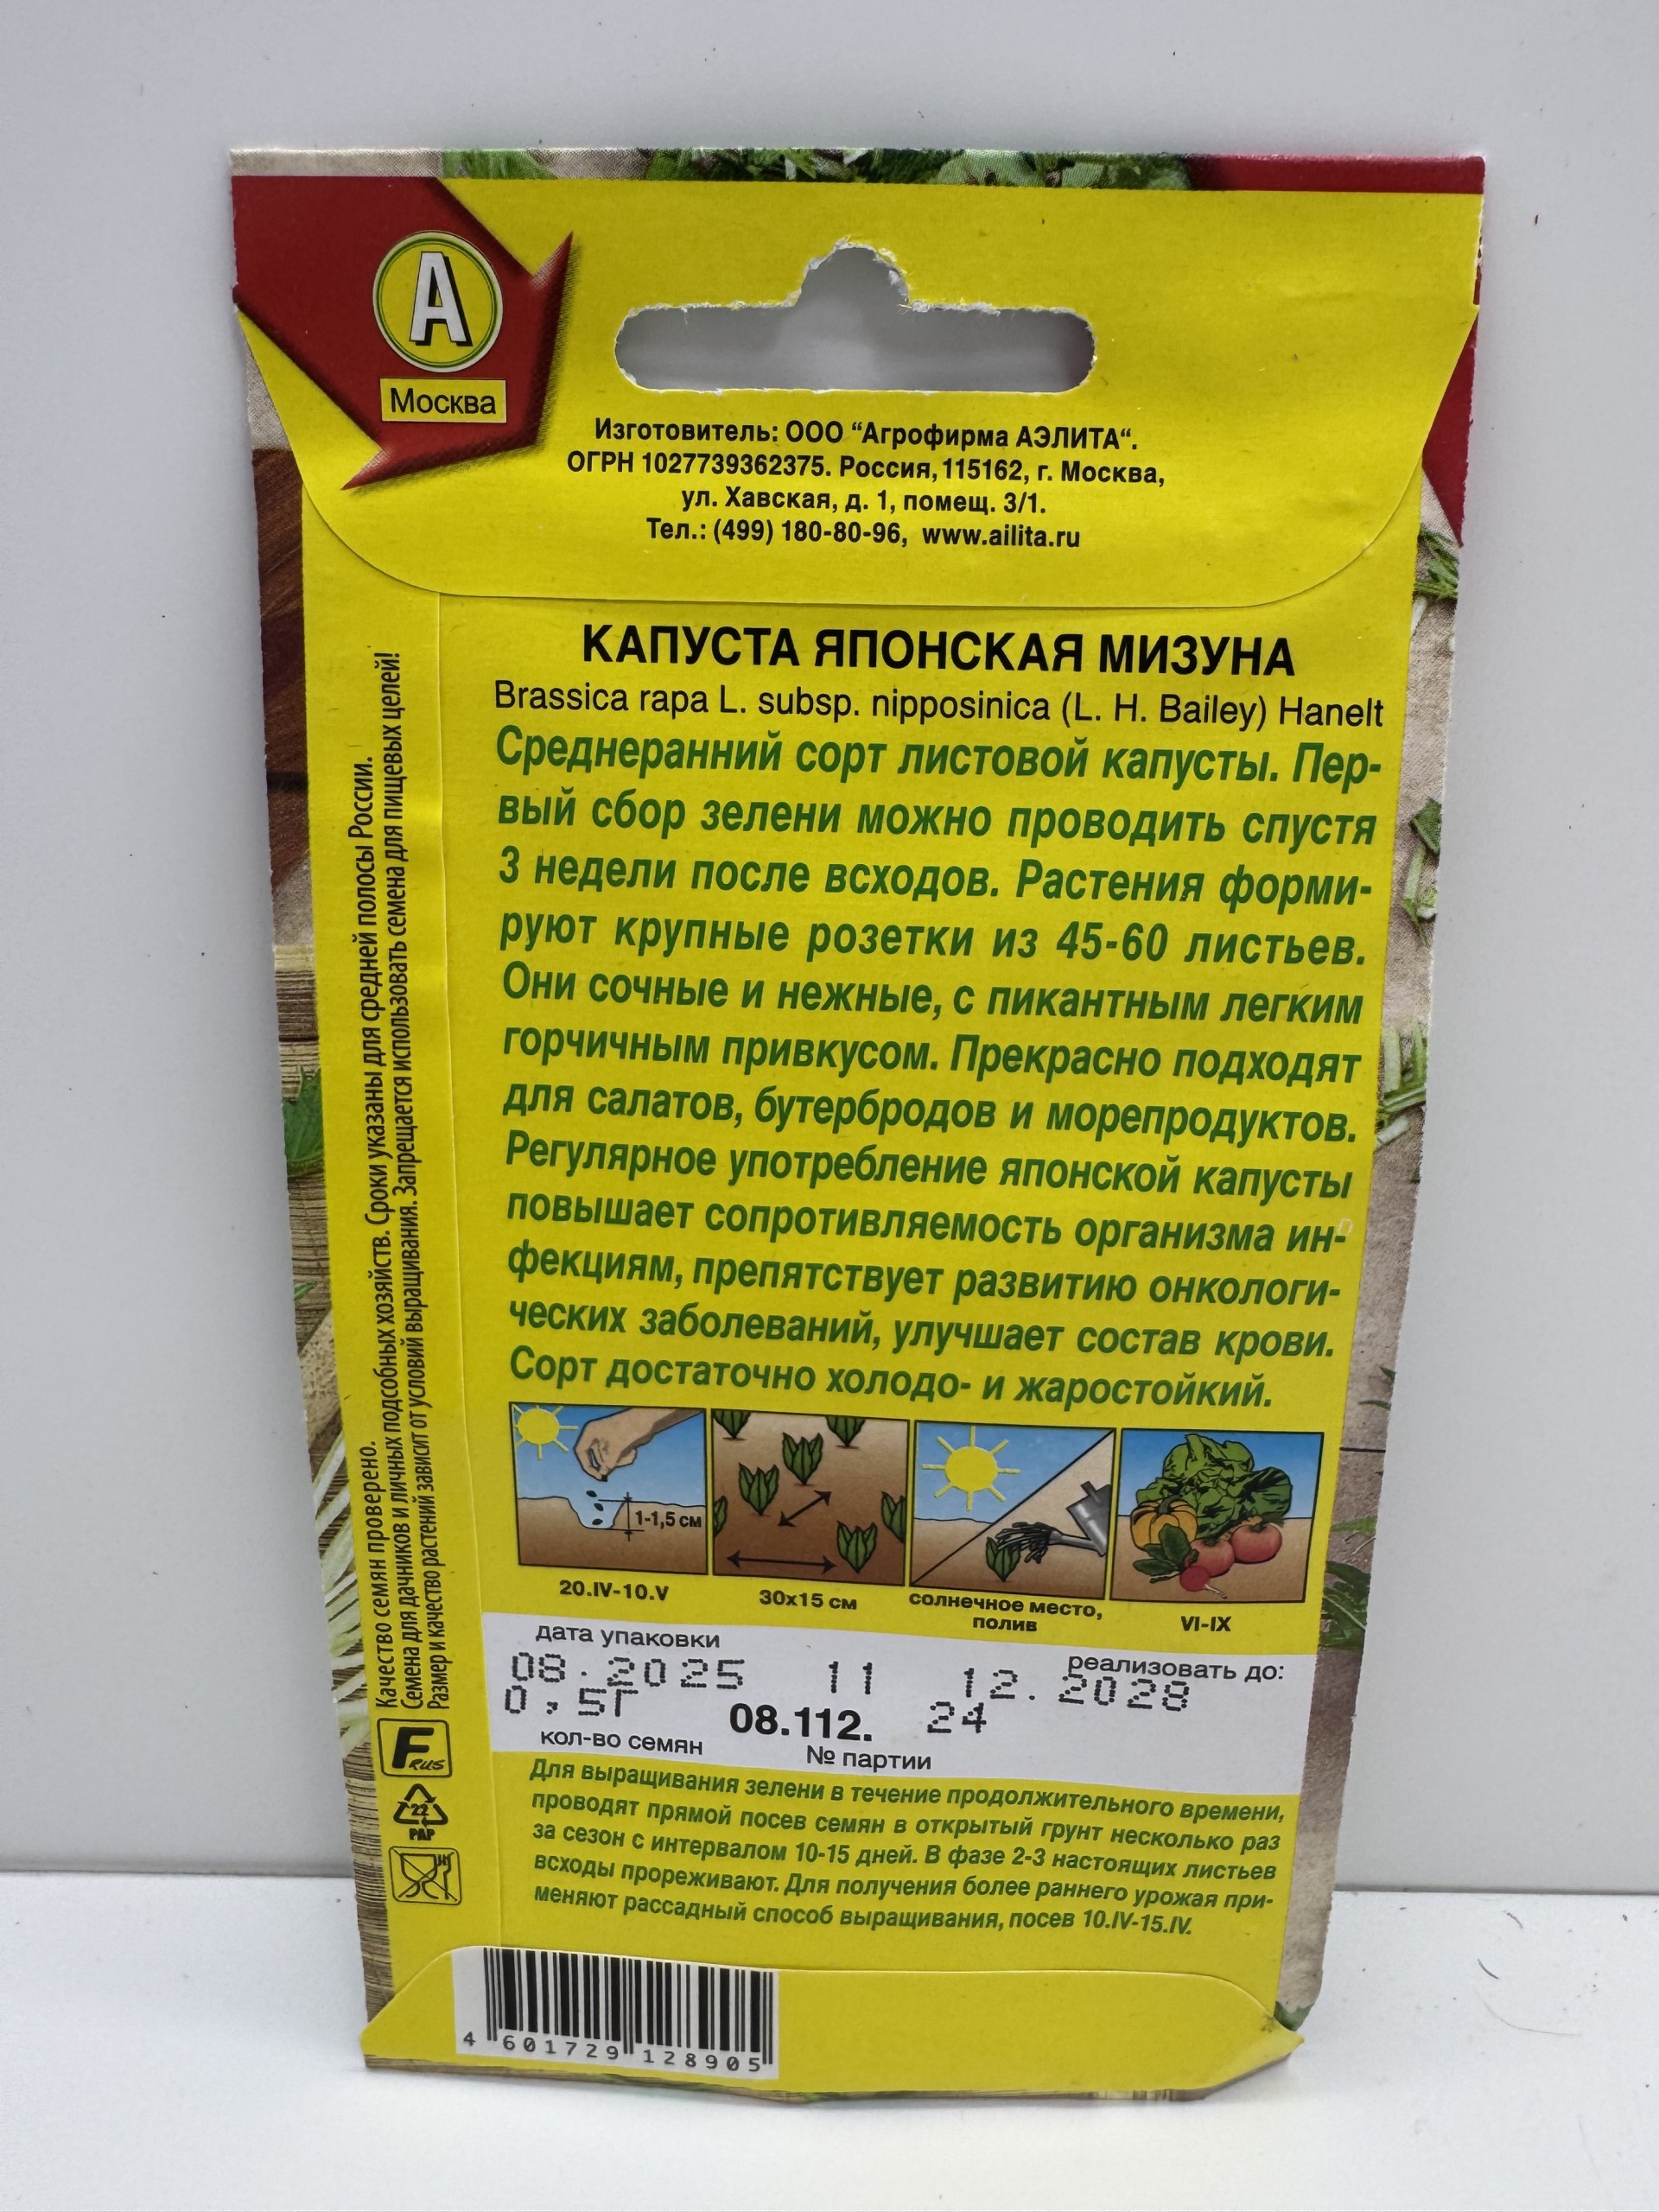 А
Москва
Изготовитель: ООО “Агрофирма АЭЛИТА“.
ОГРН 1027739362375. Россия, 115162, г. Москва,
ул. Хавская, д. 1, помещ. 3/1.
Тел.: (499) 180-80-96, www.ailita.ru
КАПУСТА ЯПОНСКАЯ МИЗУНА
Brassica rapa L. subsp. nipposinica (L. H. Bailey) Hanelt
Среднеранний сорт листовой капусты. Пер-
вый сбор зелени можно проводить спустя
3 недели после всходов. Растения форми-
руют крупные розетки из 45-60 листьев.
Они сочные и нежные, с пикантным легким
горчичным привкусом. Прекрасно подходят
для салатов, бутербродов и морепродуктов.
Регулярное употребление японской капусты
повышает сопротивляемость организма ин-
фекциям, препятствует развитию онкологи-
ческих заболеваний, улучшает состав крови.
Сорт достаточно холодо- и жаростойкий.
1-1,5 см
20.IV-10.V
30x15 см
солнечное место,
полив
VI-IX
дата упаковки
реализовать до:
08.2025 11 12.2028
0,5Г 08.112. 24
кол-во семян
№ партии
Для выращивания зелени в течение продолжительного времени,
проводят прямой посев семян в открытый грунт несколько раз
за сезон с интервалом 10-15 дней. В фазе 2-3 настоящих листьев
всходы прореживают. Для получения более раннего урожая при-
меняют рассадный способ выращивания, посев 10.IV-15.IV.
Качество семян проверено.
Семена для дачников и личных подсобных хозяйств. Сроки указаны для средней полосы России.
Размер и качество растений зависит от условий выращивания. Запрещается использовать семена для пищевых целей!
F RUS
22
PAP
4 601729 128905